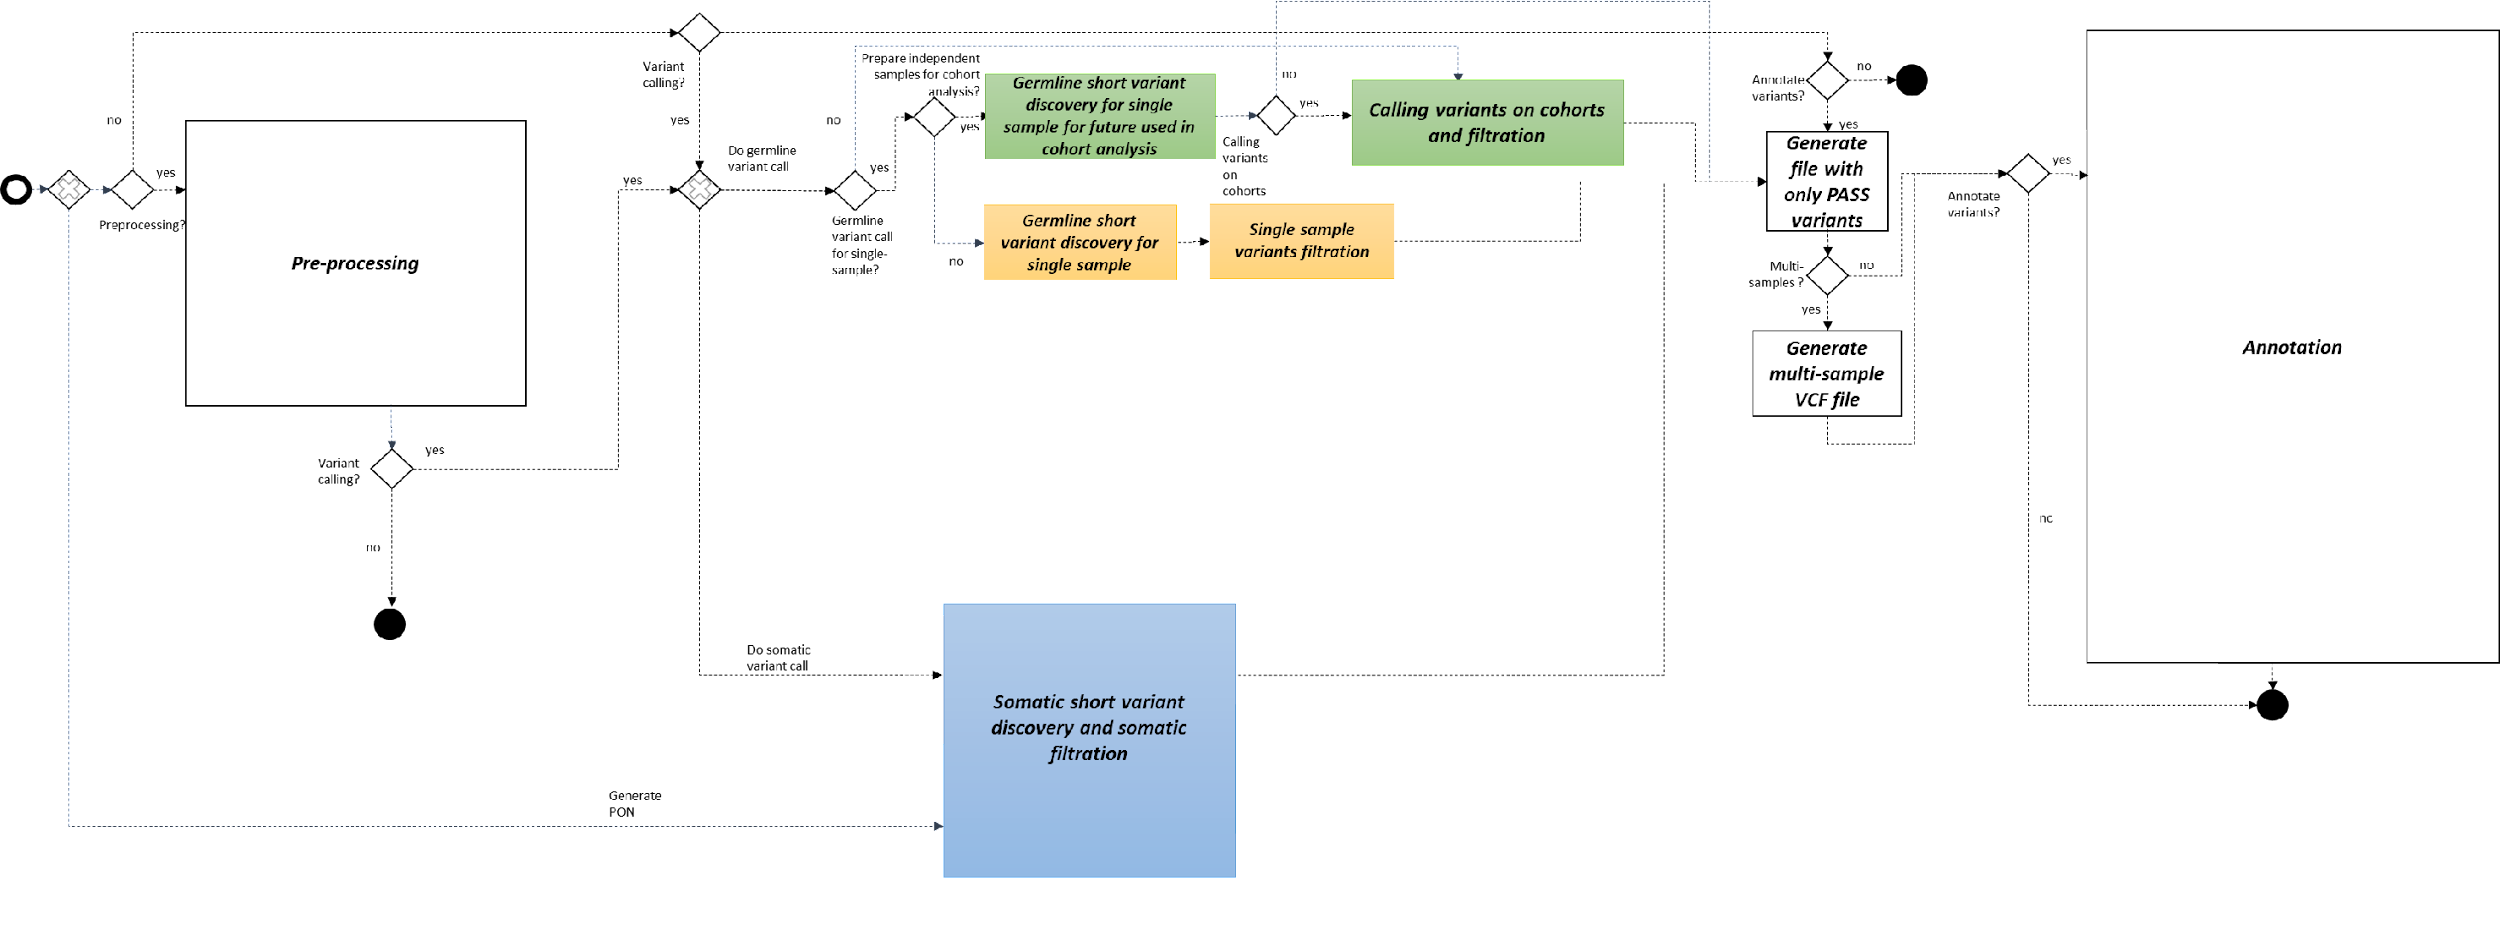 no
yes
Preprocessing?
Pre-processing
Variant
calling?
yes
no
Variant
calling?
yes
yes
Do germline
variant call
no
yes
Germline
variant call
for single-
sample?
Prepare independent
samples for cohort
analysis?
yes
no
Germline short variant
discovery for single
sample for future used in
cohort analysis
no
yes
Calling
variants
on
cohorts
Calling variants on cohorts
and filtration
Germline short
variant discovery for
single sample
Single sample
variants filtration
Do somatic
variant call
Somatic short variant
discovery and somatic
filtration
Generate
PON
Annotate
variants?
no
yes
Generate
file with
only PASS
variants
Multi-
samples ?
no
yes
Generate
multi-sample
VCF file
Annotate
variants?
yes
nc
Annotation